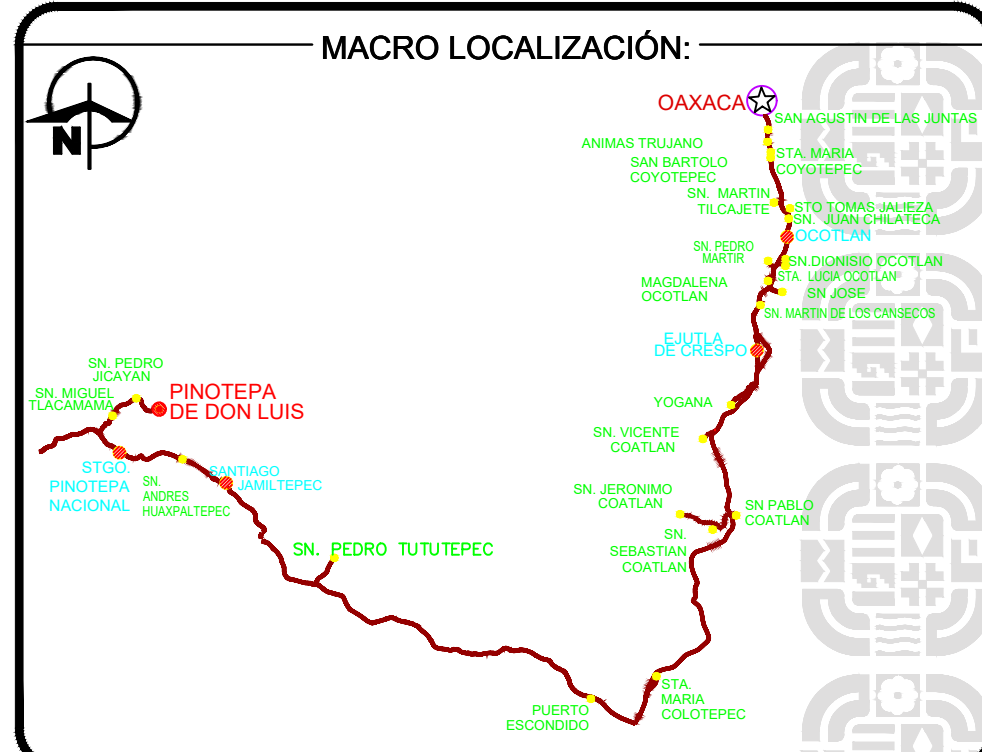 MACRO LOCALIZACIÓN:
N
OAXACA
SAN AGUSTIN DE LAS JUNTAS
ANIMAS TRUJANO
SAN BARTOLO
COYOTEPEC
STA. MARIA
COYOTEPEC
SN. MARTIN
TILCAJETE
STO TOMAS JALIEZA
SN. JUAN CHILATECA
OCOTLAN
SN. PEDRO
MARTIR
SN.DIONISIO OCOTLAN
STA. LUCIA OCOTLAN
MAGDALENA
OCOTLAN
SN JOSE
SN. MARTIN DE LOS CANSECOS
EJUTLA
DE CRESPO
SN. PEDRO
JICAYAN
SN. MIGUEL
TLACAMAMA
PINOTEPA
DE DON LUIS
YOGANA
SN. VICENTE
COATLAN
STGO.
PINOTEPA
NACIONAL
SN.
ANDRES
HUAXPALTEPEC
SANTIAGO
JAMILTEPEC
SN. JERONIMO
COATLAN
SN PABLO
COATLAN
SN.
SEBASTIAN
COATLAN
SN. PEDRO TUTUTEPEC
STA.
MARIA
COLOTEPEC
PUERTO
ESCONDIDO